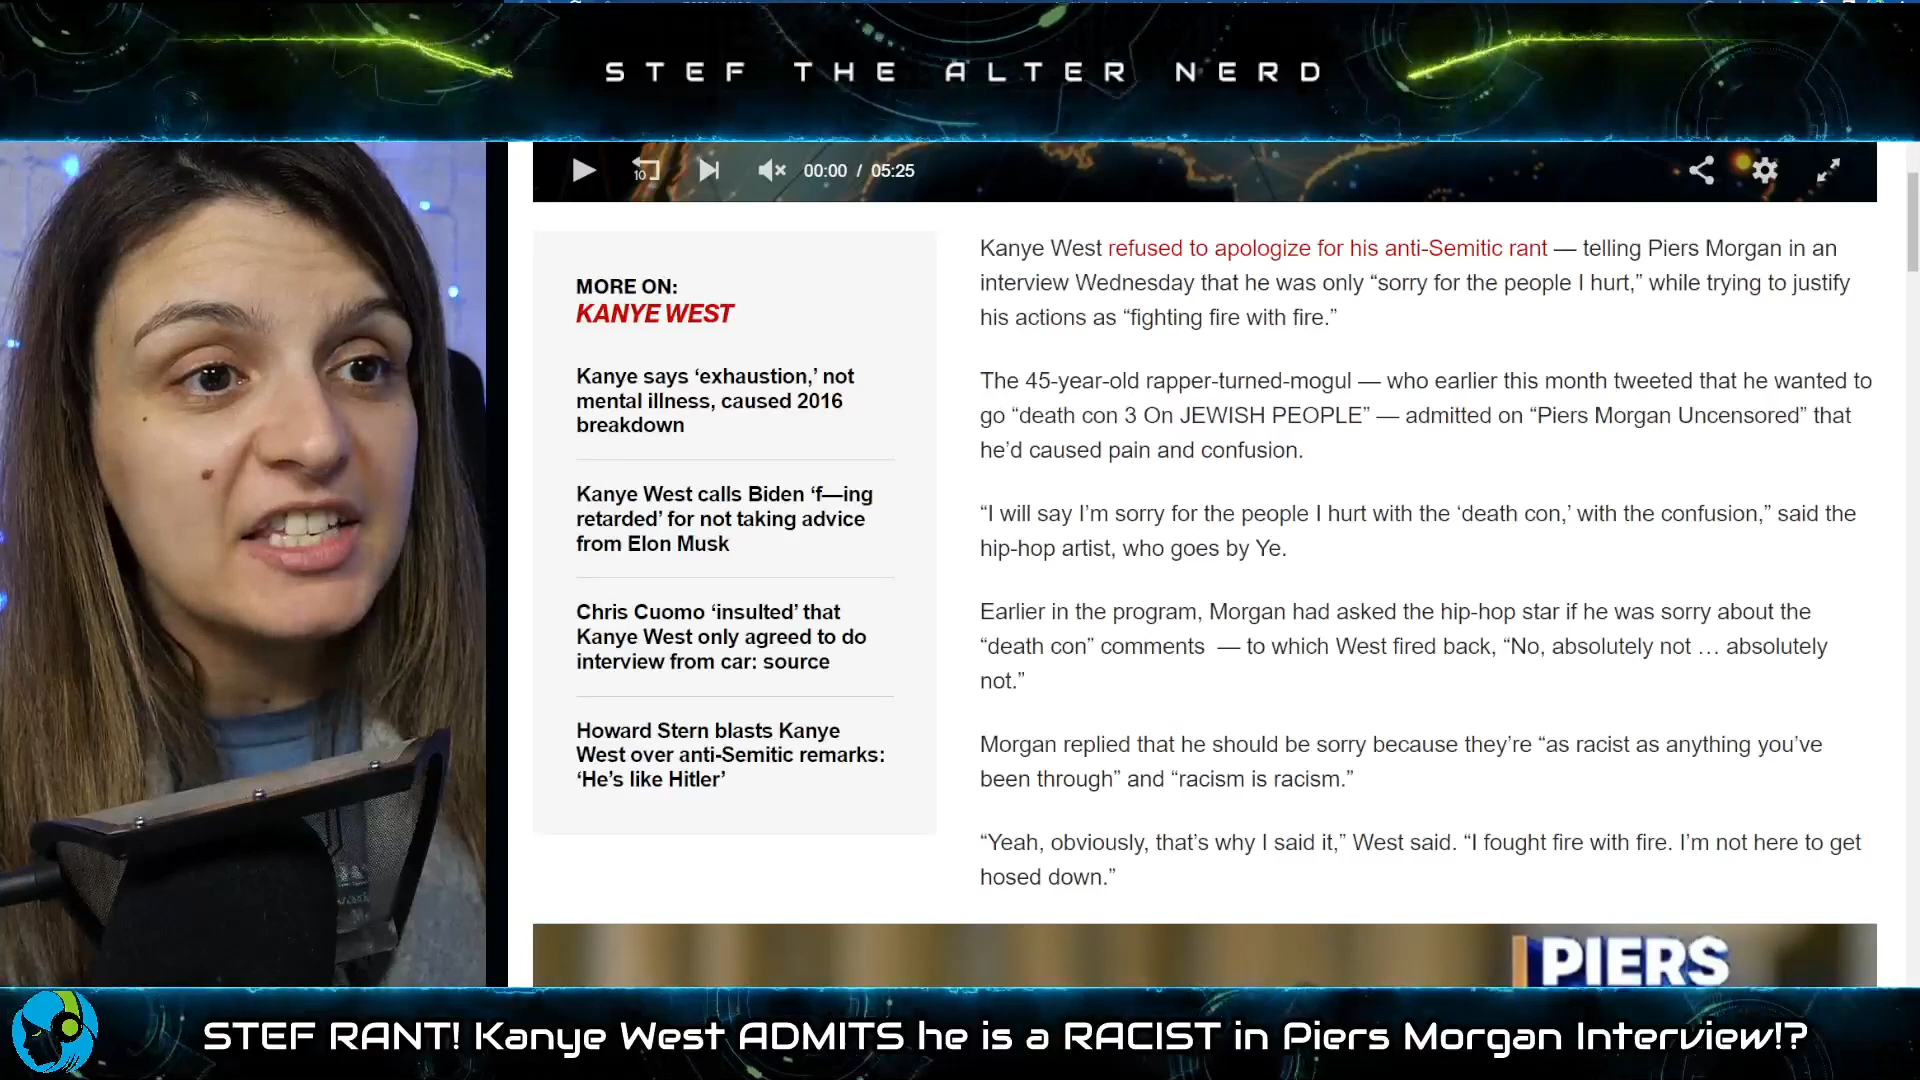 STEF THE ALTER NERD
10
00:00 / 05:25
MORE ON:
KANYE WEST
Kanye says ‘exhaustion,’ not
mental illness, caused 2016
breakdown
Kanye West calls Biden ‘f—ing
retarded’ for not taking advice
from Elon Musk
Chris Cuomo ‘insulted’ that
Kanye West only agreed to do
interview from car: source
Howard Stern blasts Kanye
West over anti-Semitic remarks:
‘He’s like Hitler’
Kanye West refused to apologize for his anti-Semitic rant — telling Piers Morgan in an
interview Wednesday that he was only “sorry for the people I hurt,” while trying to justify
his actions as “fighting fire with fire.”
The 45-year-old rapper-turned-mogul — who earlier this month tweeted that he wanted to
go “death con 3 On JEWISH PEOPLE” — admitted on “Piers Morgan Uncensored” that
he’d caused pain and confusion.
“I will say I’m sorry for the people I hurt with the ‘death con,’ with the confusion,” said the
hip-hop artist, who goes by Ye.
Earlier in the program, Morgan had asked the hip-hop star if he was sorry about the
“death con” comments — to which West fired back, “No, absolutely not … absolutely
not.”
Morgan replied that he should be sorry because they’re “as racist as anything you’ve
been through” and “racism is racism.”
“Yeah, obviously, that’s why I said it,” West said. “I fought fire with fire. I’m not here to get
hosed down.”
PIERS
STEF RANT! Kanye West ADMITS he is a RACIST in Piers Morgan Interview!?